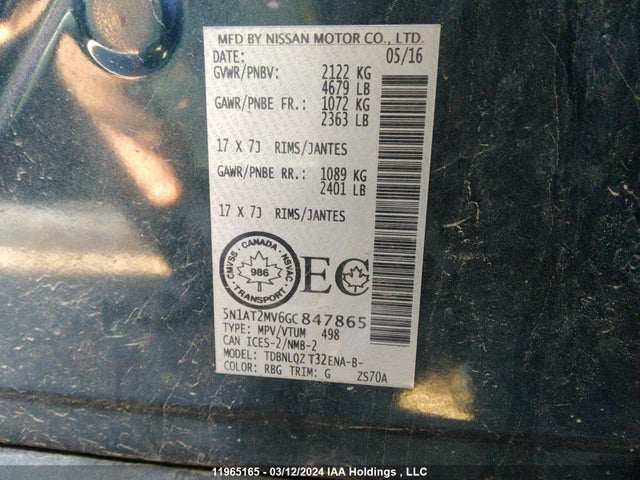 MFD BY NISSAN MOTOR CO., LTD.
DATE: 05/16
GVWR/PNBV: 2122 KG
4679 LB
GAWR/PNBE FR.: 1072 KG
2363 LB
17 X 7J RIMS/JANTES
GAWR/PNBE RR.: 1089 KG
2401 LB
17 X 7J RIMS/JANTES
CMVSS · CANADA · NSVAC · TRANSPORT
986
EC
5N1AT2MV6GC847865
TYPE: MPV/VTUM 498
CAN ICES-2/NMB-2
MODEL: TDBNLQZ T32ENA-B-
COLOR: RBG TRIM: G ZS70A
11965165 - 03/12/2024 IAA Holdings , LLC